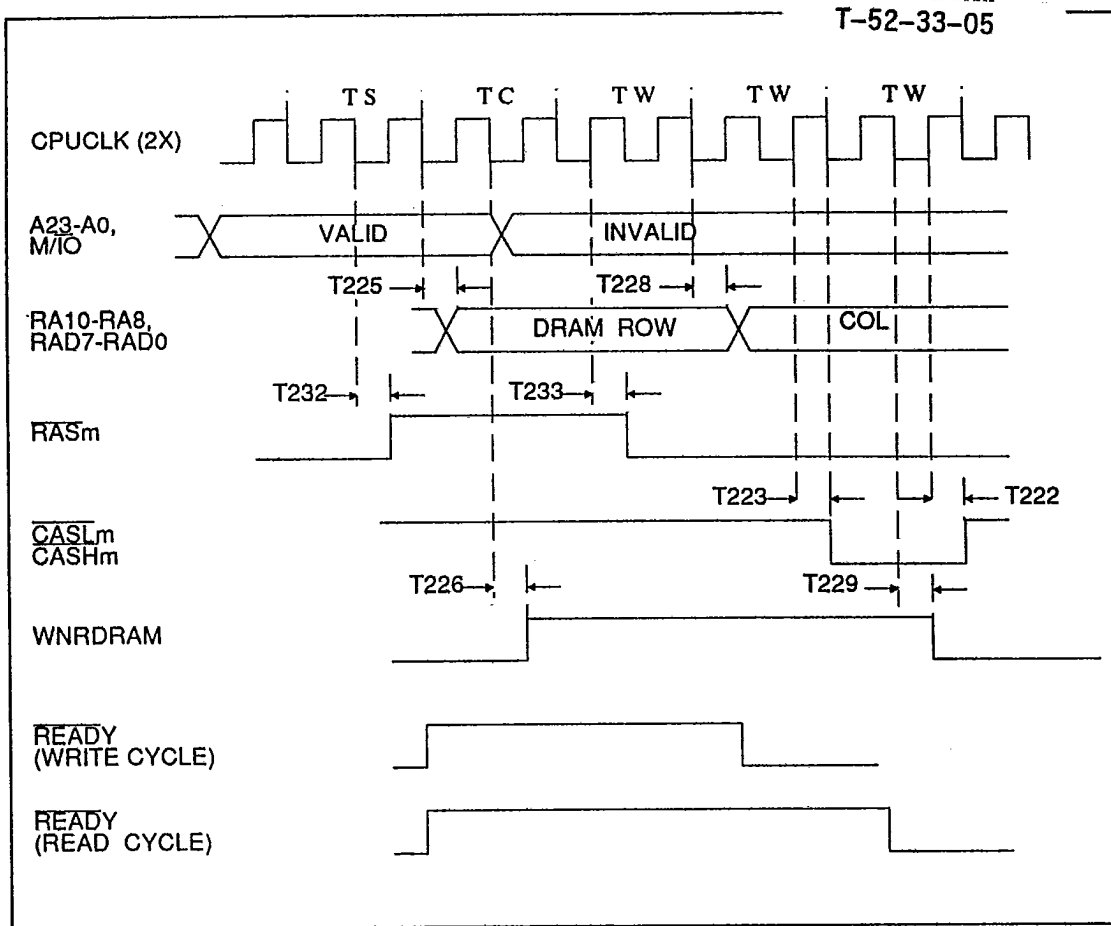 T-52-33-05
TS TC TW TW TW
CPUCLK (2X)
A23-A0,
M/IO
VALID INVALID
T225 T228
RA10-RA8,
RAD7-RAD0
DRAM ROW COL
T232 T233
RASm
T223 T222
CASLm
CASHm
T226 T229
WNRDRAM
READY
(WRITE CYCLE)
READY
(READ CYCLE)